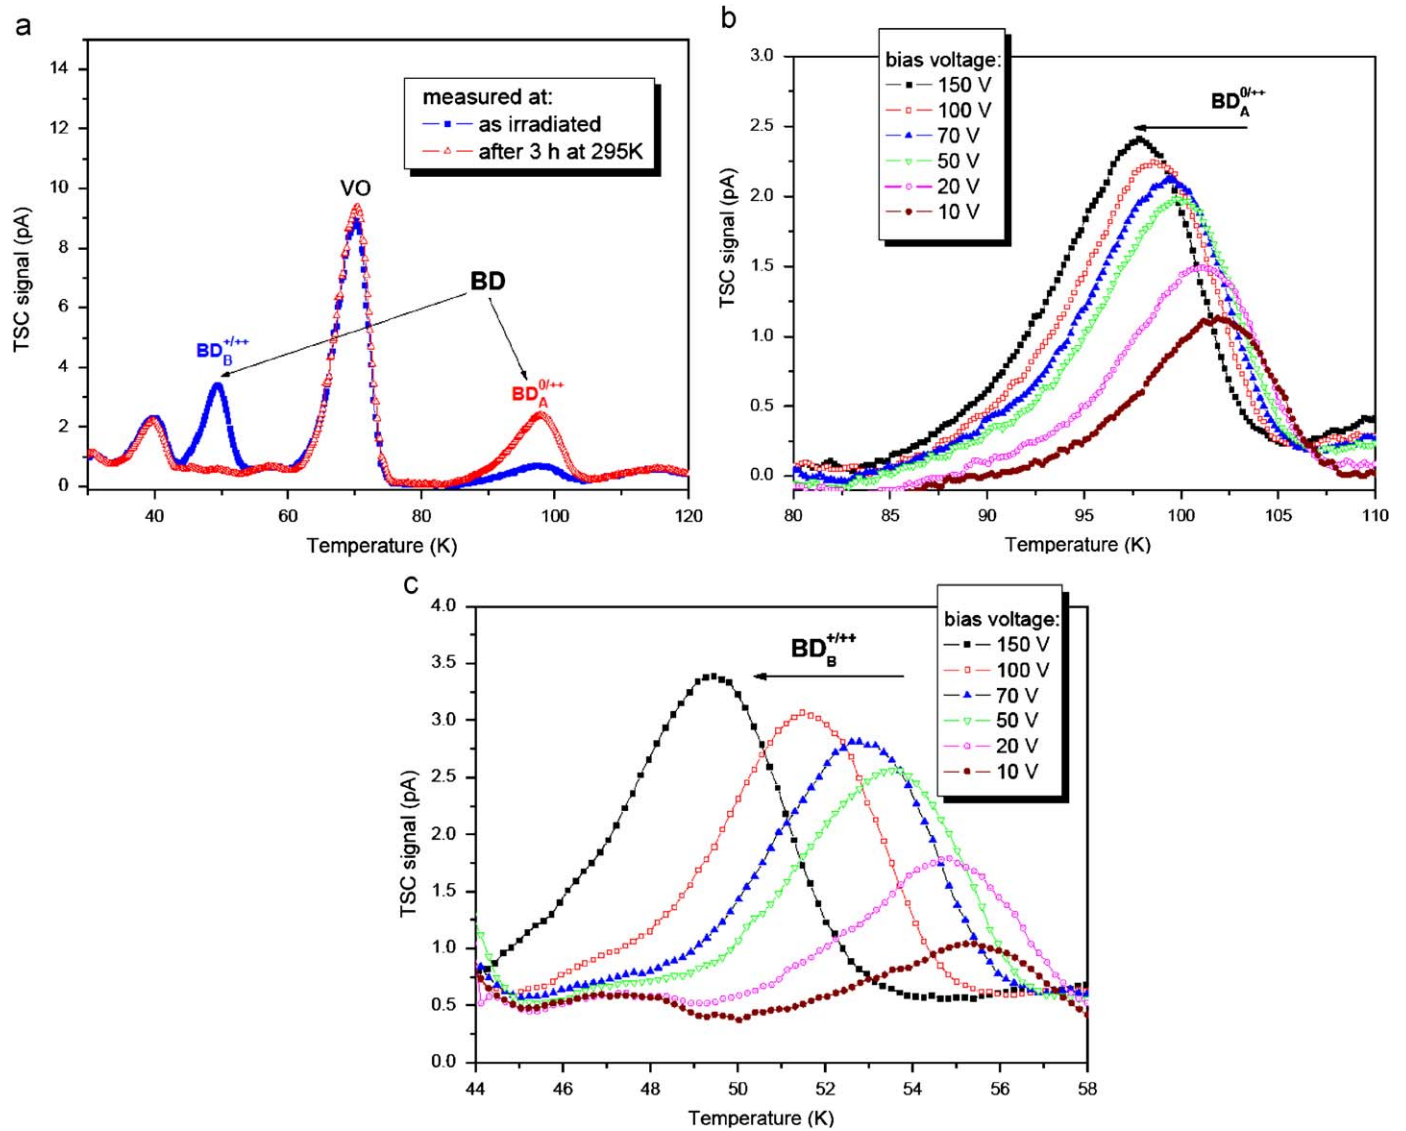 a
14
12
10
8
6
4
2
0
TSC signal (pA)
40
60
80
100
120
Temperature (K)
measured at:
as irradiated
after 3 h at 295K
VO
BD
BD_B^{+/++}
BD_A^{0/++}
b
3.0
2.5
2.0
1.5
1.0
0.5
0.0
TSC signal (pA)
80
85
90
95
100
105
110
Temperature (K)
bias voltage:
150 V
100 V
70 V
50 V
20 V
10 V
BD_A^{0/++}
c
4.0
3.5
3.0
2.5
2.0
1.5
1.0
0.5
0.0
TSC signal (pA)
44
46
48
50
52
54
56
58
Temperature (K)
bias voltage:
150 V
100 V
70 V
50 V
20 V
10 V
BD_B^{+/++}